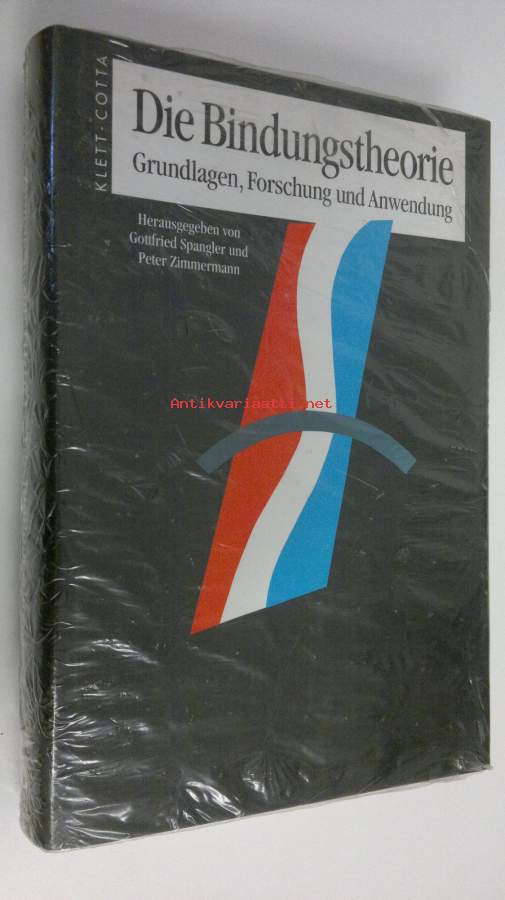 KLETT-COTTA
Die Bindungstheorie
Grundlagen, Forschung und Anwendung
Herausgegeben von
Gottfried Spangler und
Peter Zimmermann
Antikvariaatti.net